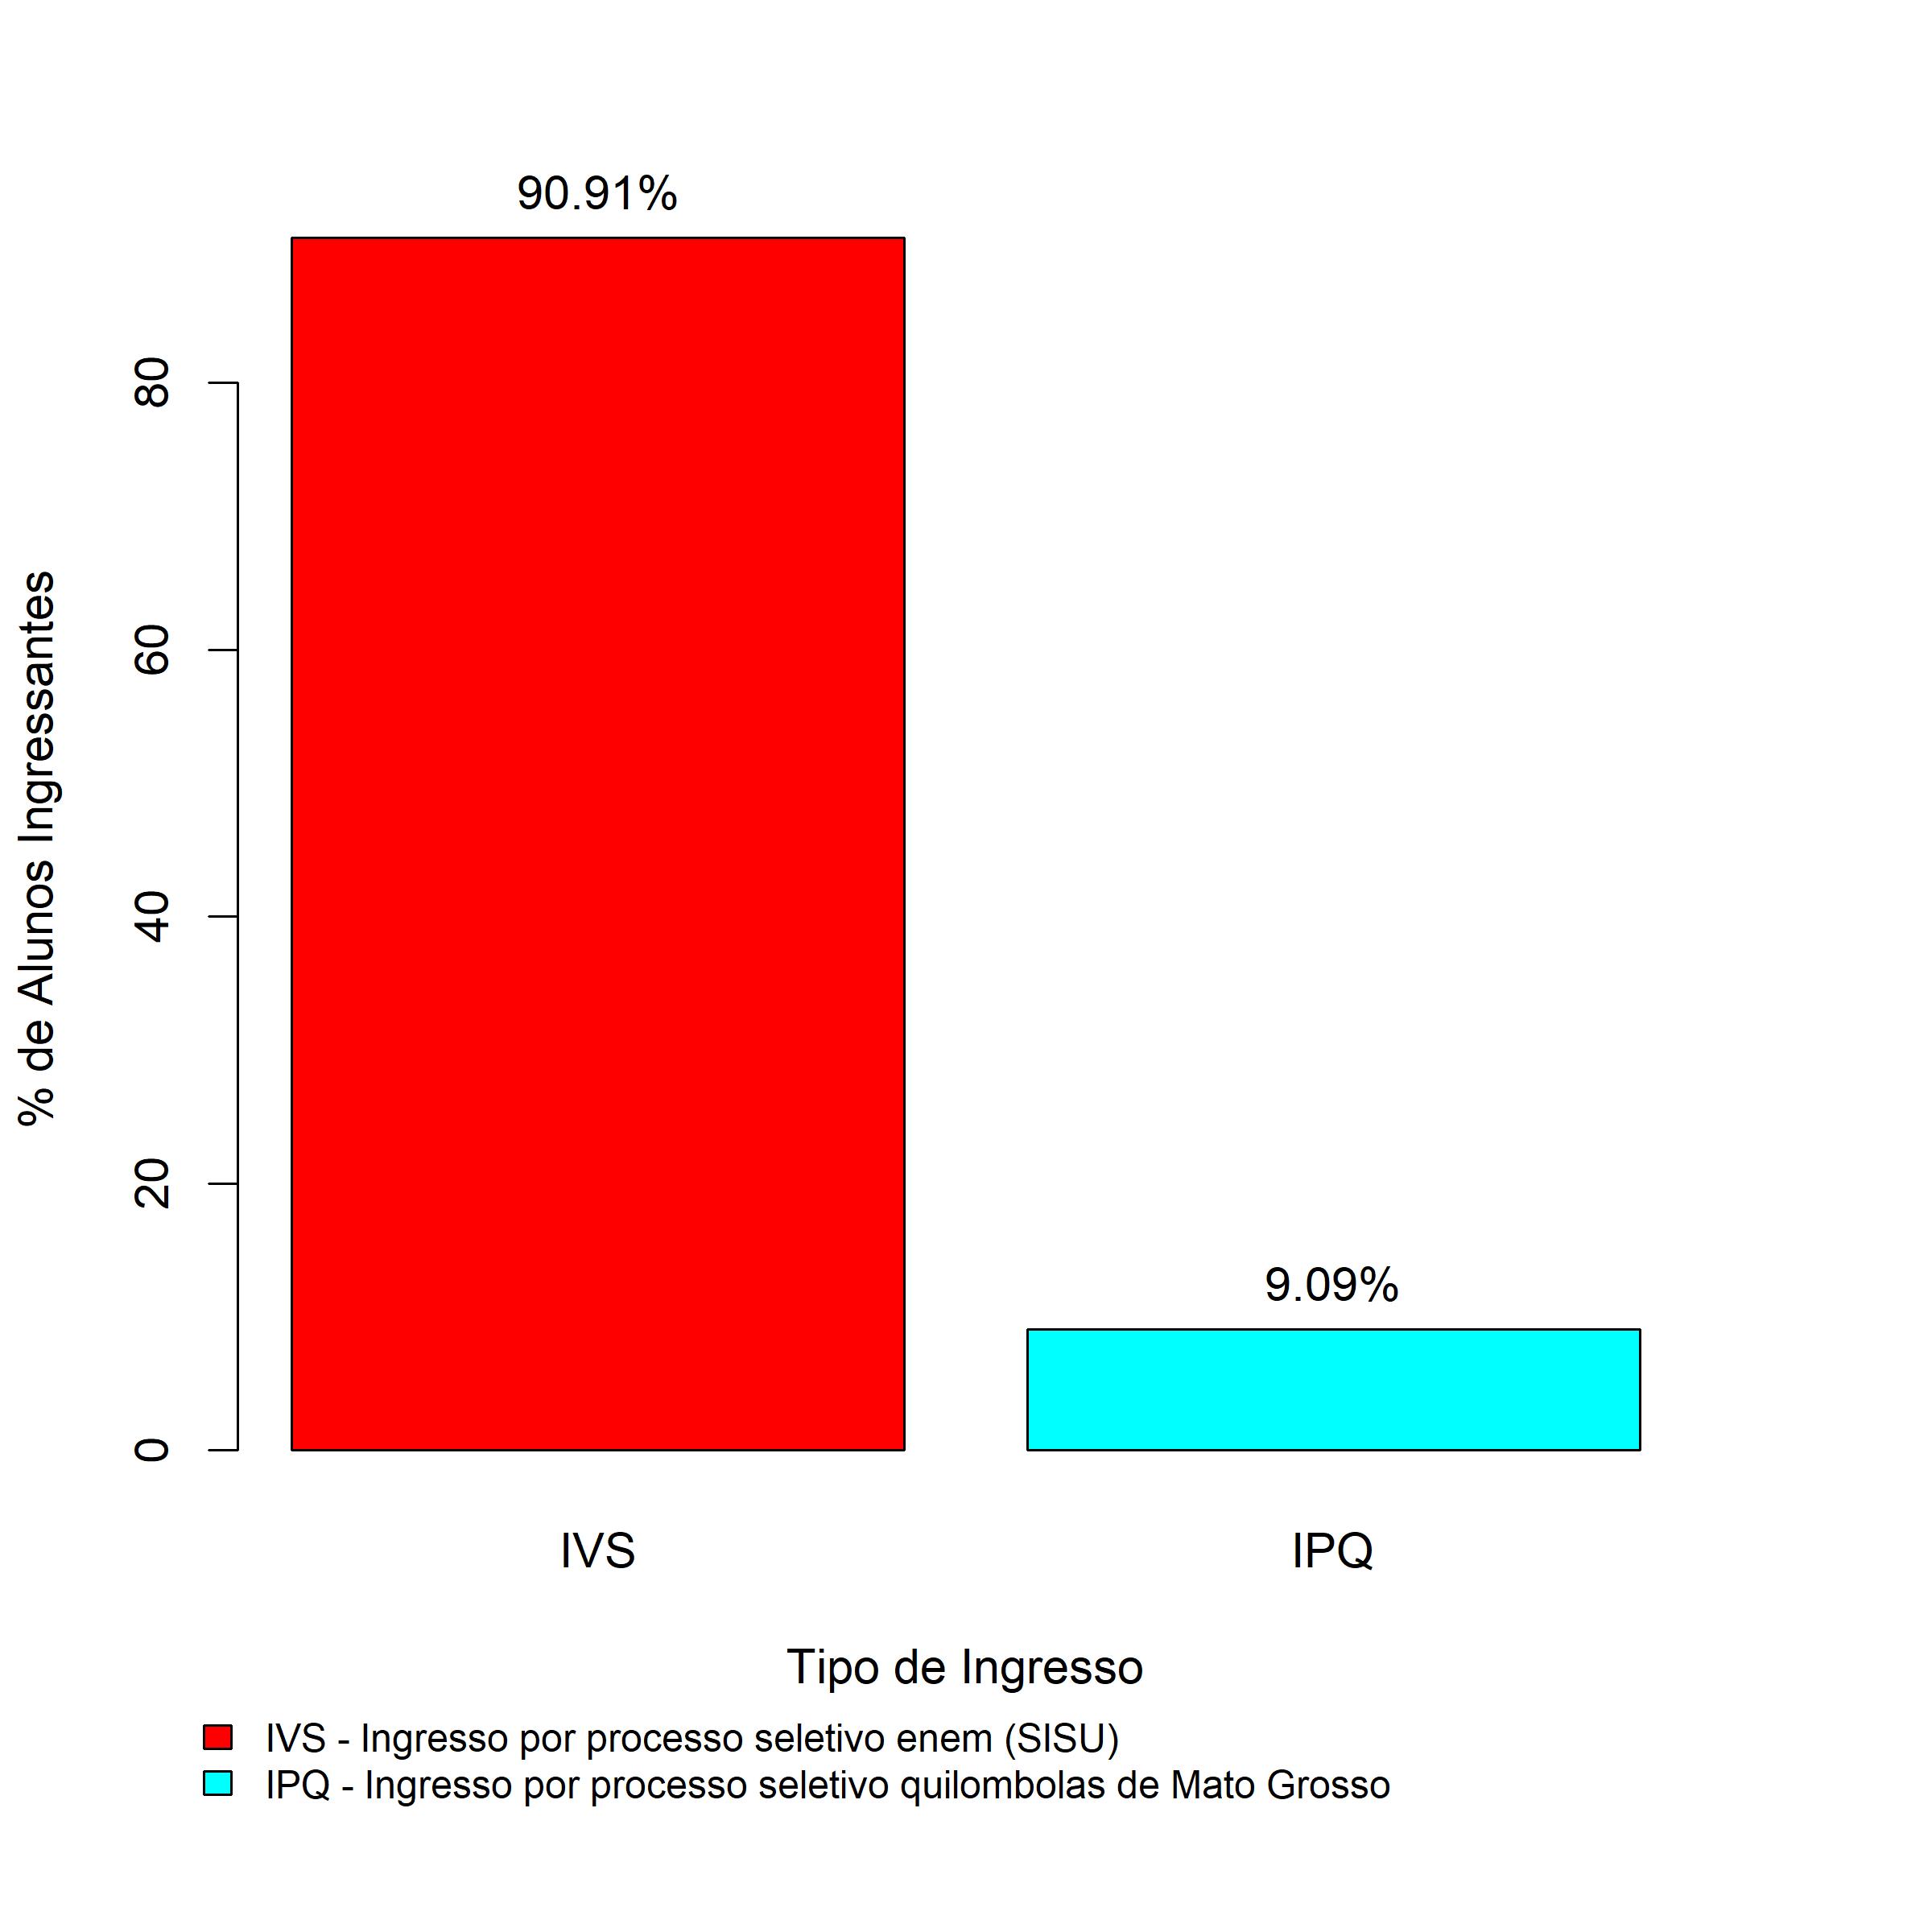 90.91%
80
60
40
20
0
% de Alunos Ingressantes
9.09%
IVS
IPQ
Tipo de Ingresso
IVS - Ingresso por processo seletivo enem (SISU)
IPQ - Ingresso por processo seletivo quilombolas de Mato Grosso